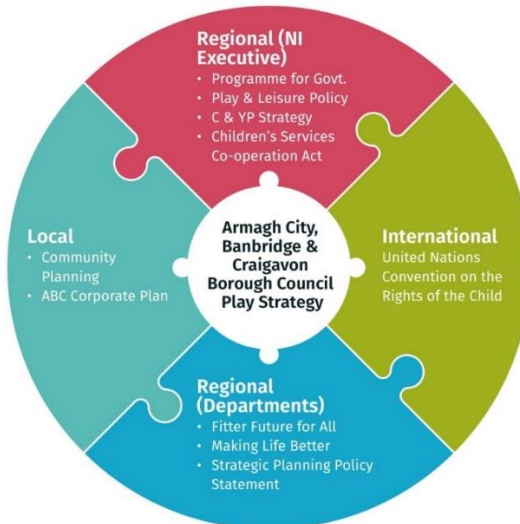 Regional (NI
Executive)
• Programme for Govt.
• Play & Leisure Policy
• C & YP Strategy
• Children's Services
Co-operation Act
Local
• Community
Planning
• ABC Corporate Plan
Armagh City,
Banbridge &
Craigavon
Borough Council
Play Strategy
International
United Nations
Convention on the
Rights of the Child
Regional
(Departments)
• Fitter Future for All
• Making Life Better
• Strategic Planning Policy
Statement